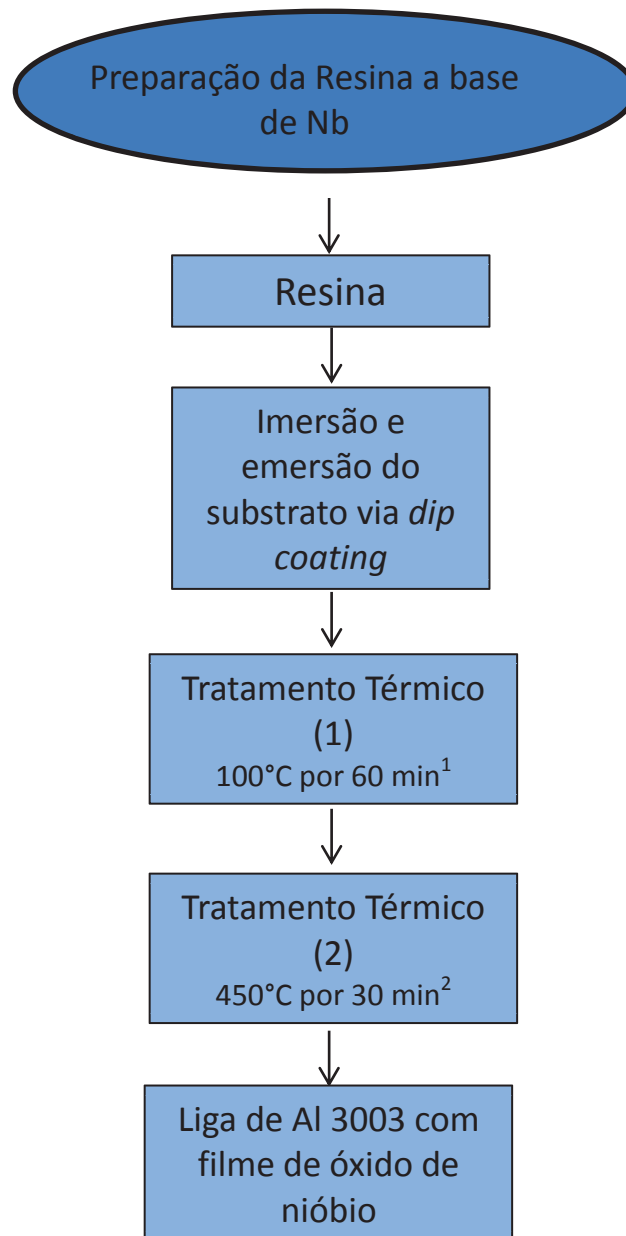 Preparação da Resina a base
de Nb
Resina
Imersão e
emersão do
substrato via dip
coating
Tratamento Térmico
(1)
100°C por 60 min¹
Tratamento Térmico
(2)
450°C por 30 min²
Liga de Al 3003 com
filme de óxido de
nióbio